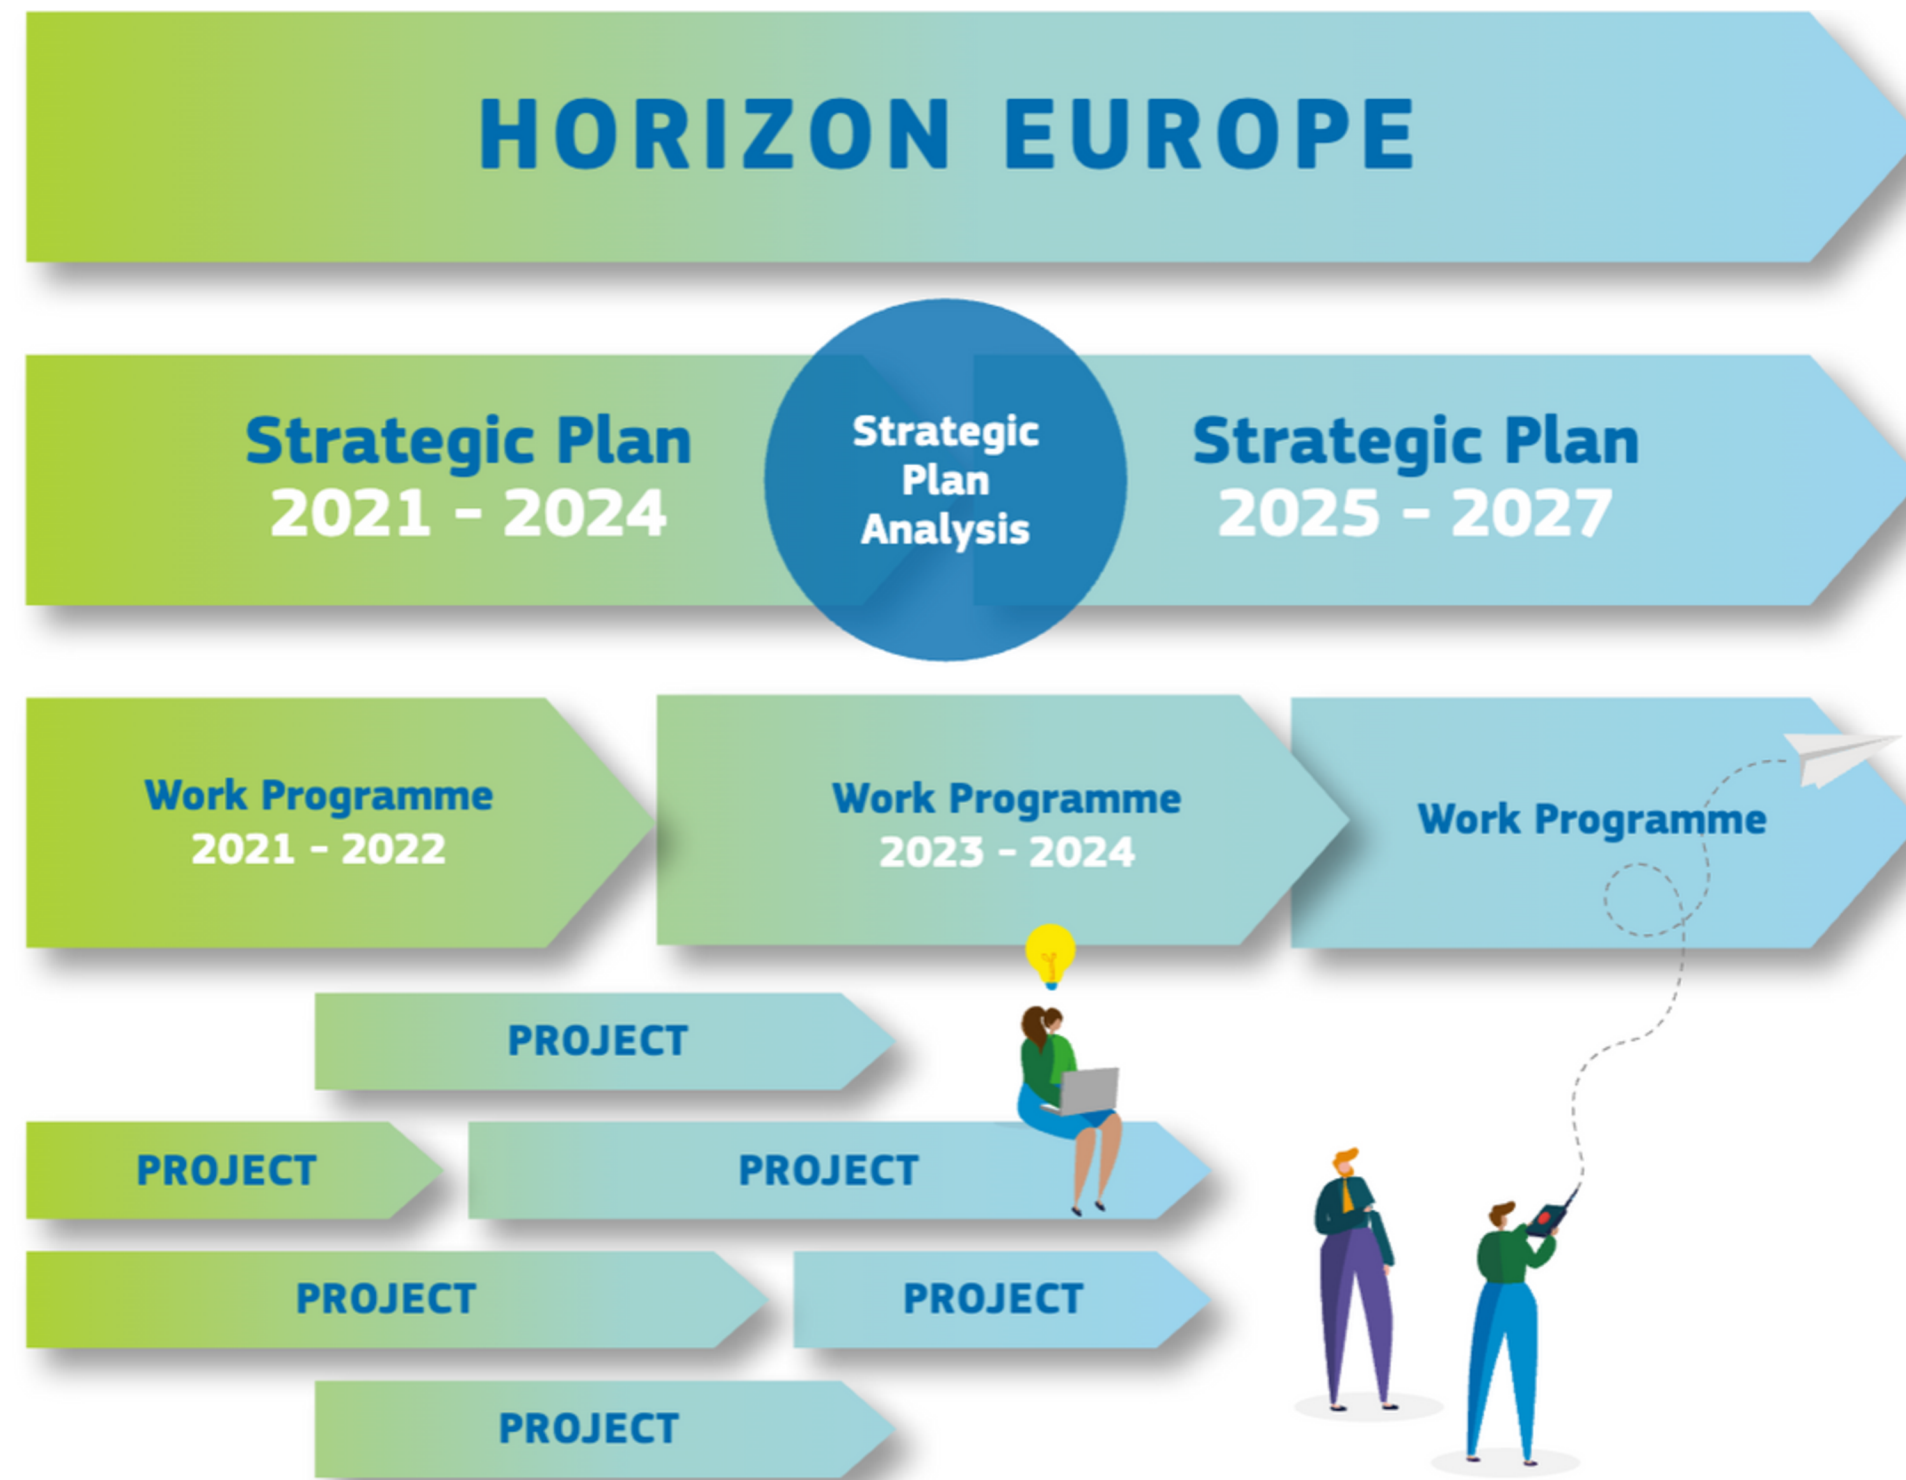 HORIZON EUROPE
Strategic Plan
2021 - 2024
Strategic
Plan
Analysis
Strategic Plan
2025 - 2027
Work Programme
2021 - 2022
Work Programme
2023 - 2024
Work Programme
PROJECT
PROJECT
PROJECT
PROJECT
PROJECT
PROJECT